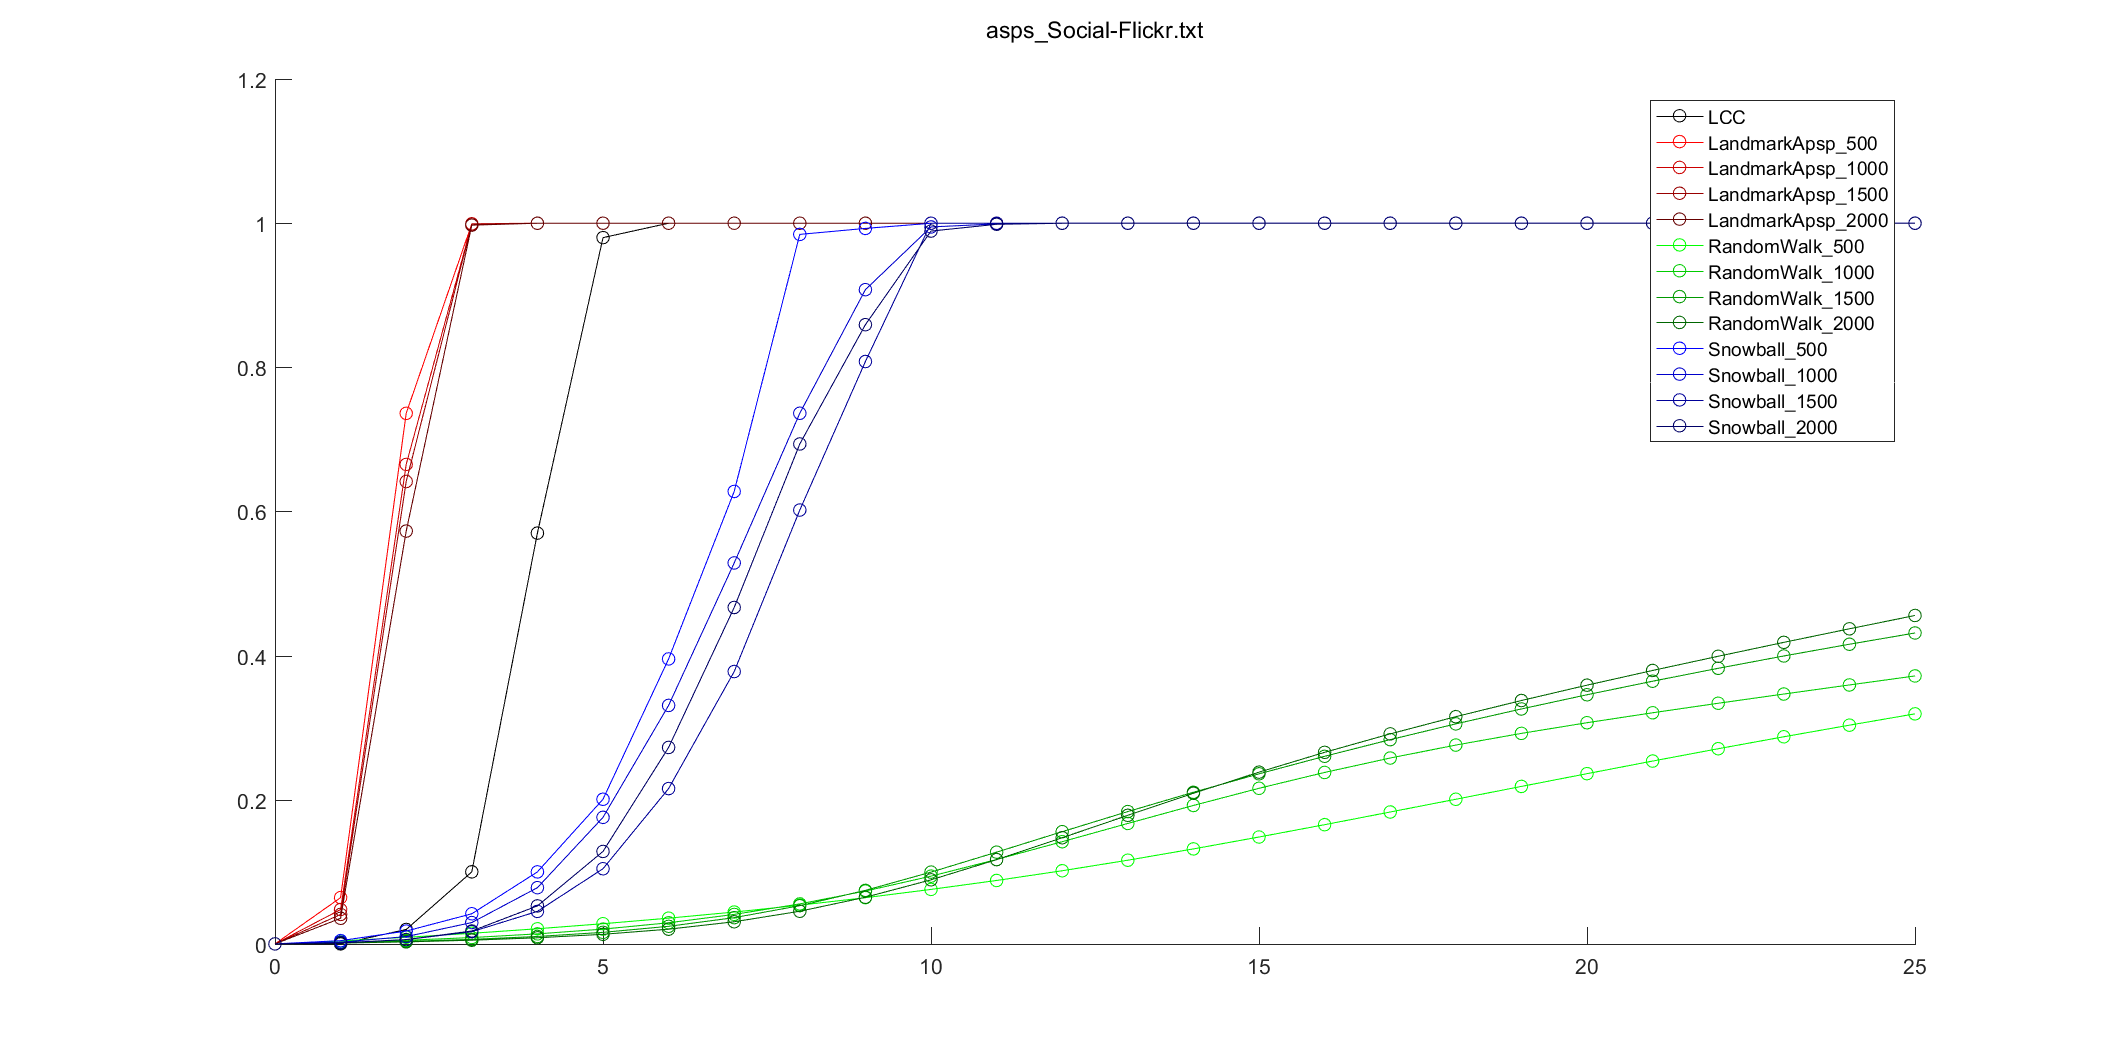 asps_Social-Flickr.txt
1.2
1
0.8
0.6
0.4
0.2
0
0 5 10 15 20 25
LCC
LandmarkApsp_500
LandmarkApsp_1000
LandmarkApsp_1500
LandmarkApsp_2000
RandomWalk_500
RandomWalk_1000
RandomWalk_1500
RandomWalk_2000
Snowball_500
Snowball_1000
Snowball_1500
Snowball_2000